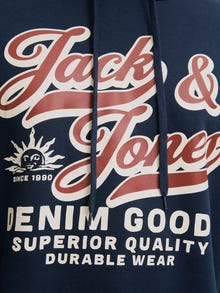 Jack &
Jones
SINCE 1990
DENIM GOOD
SUPERIOR QUALITY
DURABLE WEAR